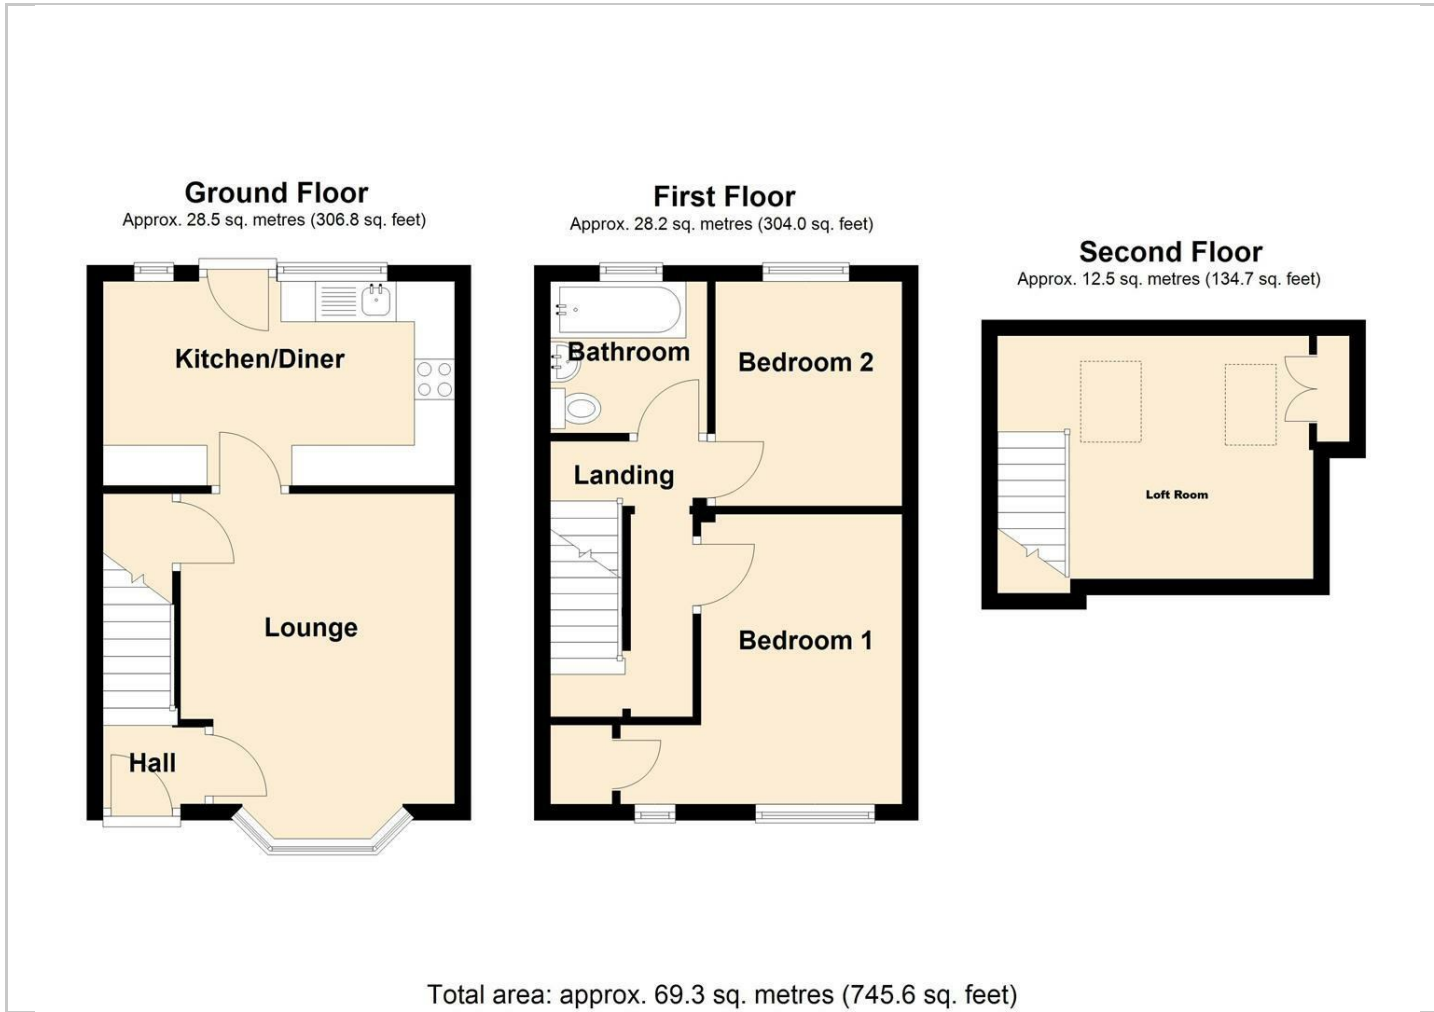 Ground Floor
Approx. 28.5 sq. metres (306.8 sq. feet)
Kitchen/Diner
Lounge
Hall
First Floor
Approx. 28.2 sq. metres (304.0 sq. feet)
Bathroom
Bedroom 2
Landing
Bedroom 1
Second Floor
Approx. 12.5 sq. metres (134.7 sq. feet)
Loft Room
Total area: approx. 69.3 sq. metres (745.6 sq. feet)